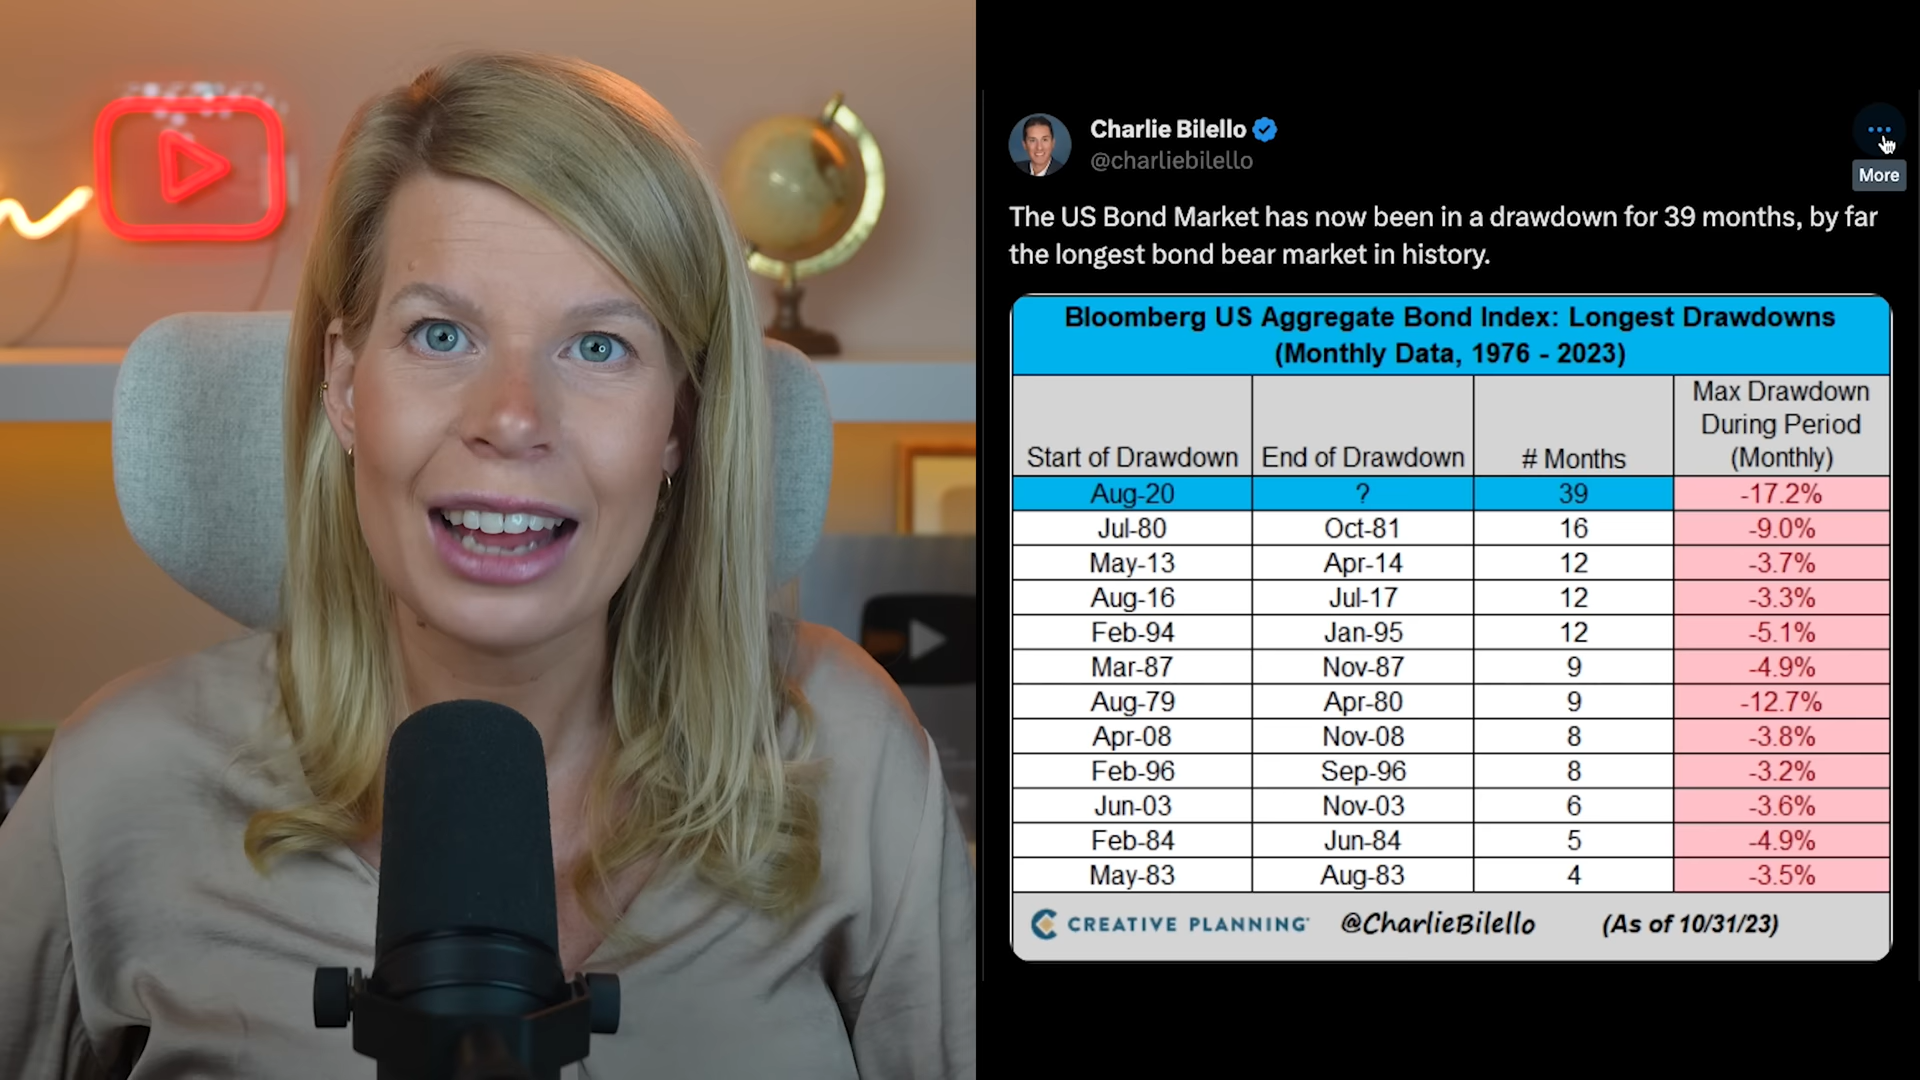 Charlie Bilello
@charliebilello
More
The US Bond Market has now been in a drawdown for 39 months, by far
the longest bond bear market in history.
Bloomberg US Aggregate Bond Index: Longest Drawdowns
(Monthly Data, 1976 - 2023)
Start of Drawdown End of Drawdown # Months Max Drawdown During Period (Monthly)
Aug-20 ? 39 -17.2%
Jul-80 Oct-81 16 -9.0%
May-13 Apr-14 12 -3.7%
Aug-16 Jul-17 12 -3.3%
Feb-94 Jan-95 12 -5.1%
Mar-87 Nov-87 9 -4.9%
Aug-79 Apr-80 9 -12.7%
Apr-08 Nov-08 8 -3.8%
Feb-96 Sep-96 8 -3.2%
Jun-03 Nov-03 6 -3.6%
Feb-84 Jun-84 5 -4.9%
May-83 Aug-83 4 -3.5%
CREATIVE PLANNING @CharlieBilello (As of 10/31/23)